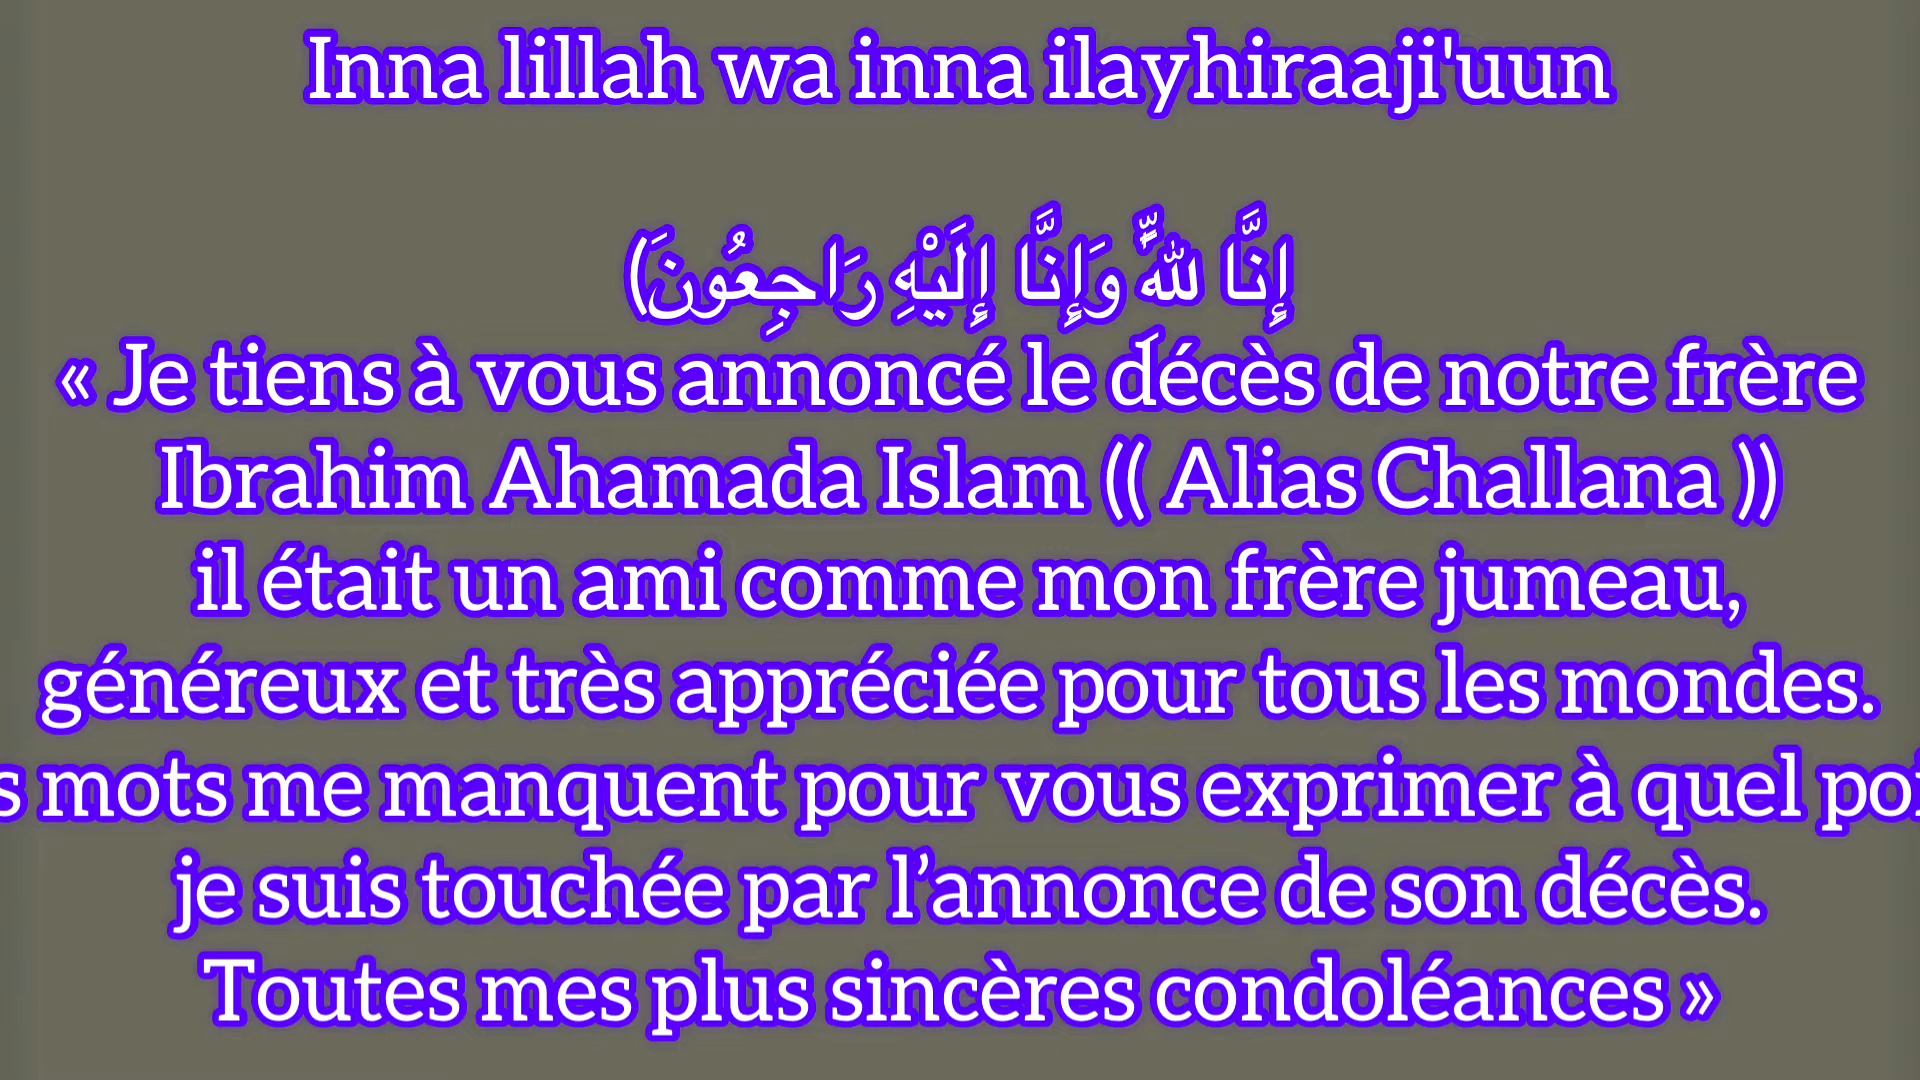 Inna lillah wa inna ilayhiraaji'uun
إِنَّا لِلّهِ وَإِنَّا إِلَيْهِ رَاجِعُونَ)
« Je tiens à vous annoncé le décès de notre frère
Ibrahim Ahamada Islam (( Alias Challana ))
il était un ami comme mon frère jumeau,
généreux et très appréciée pour tous les mondes.
s mots me manquent pour vous exprimer à quel poi
je suis touchée par l’annonce de son décès.
Toutes mes plus sincères condoléances »